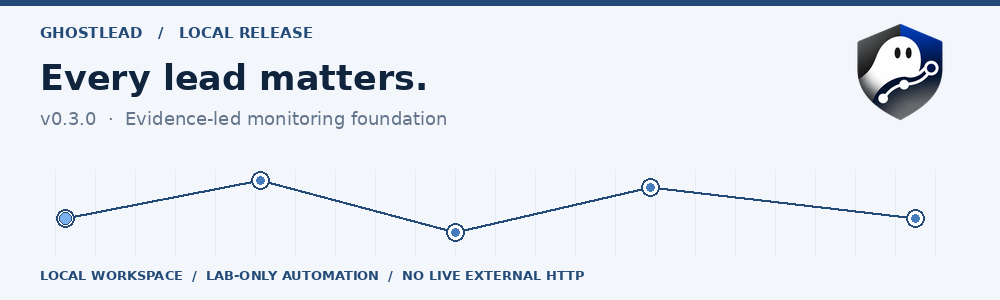 GHOSTLEAD / LOCAL RELEASE
Every lead matters.
v0.3.0 · Evidence-led monitoring foundation
LOCAL WORKSPACE / LAB-ONLY AUTOMATION / NO LIVE EXTERNAL HTTP